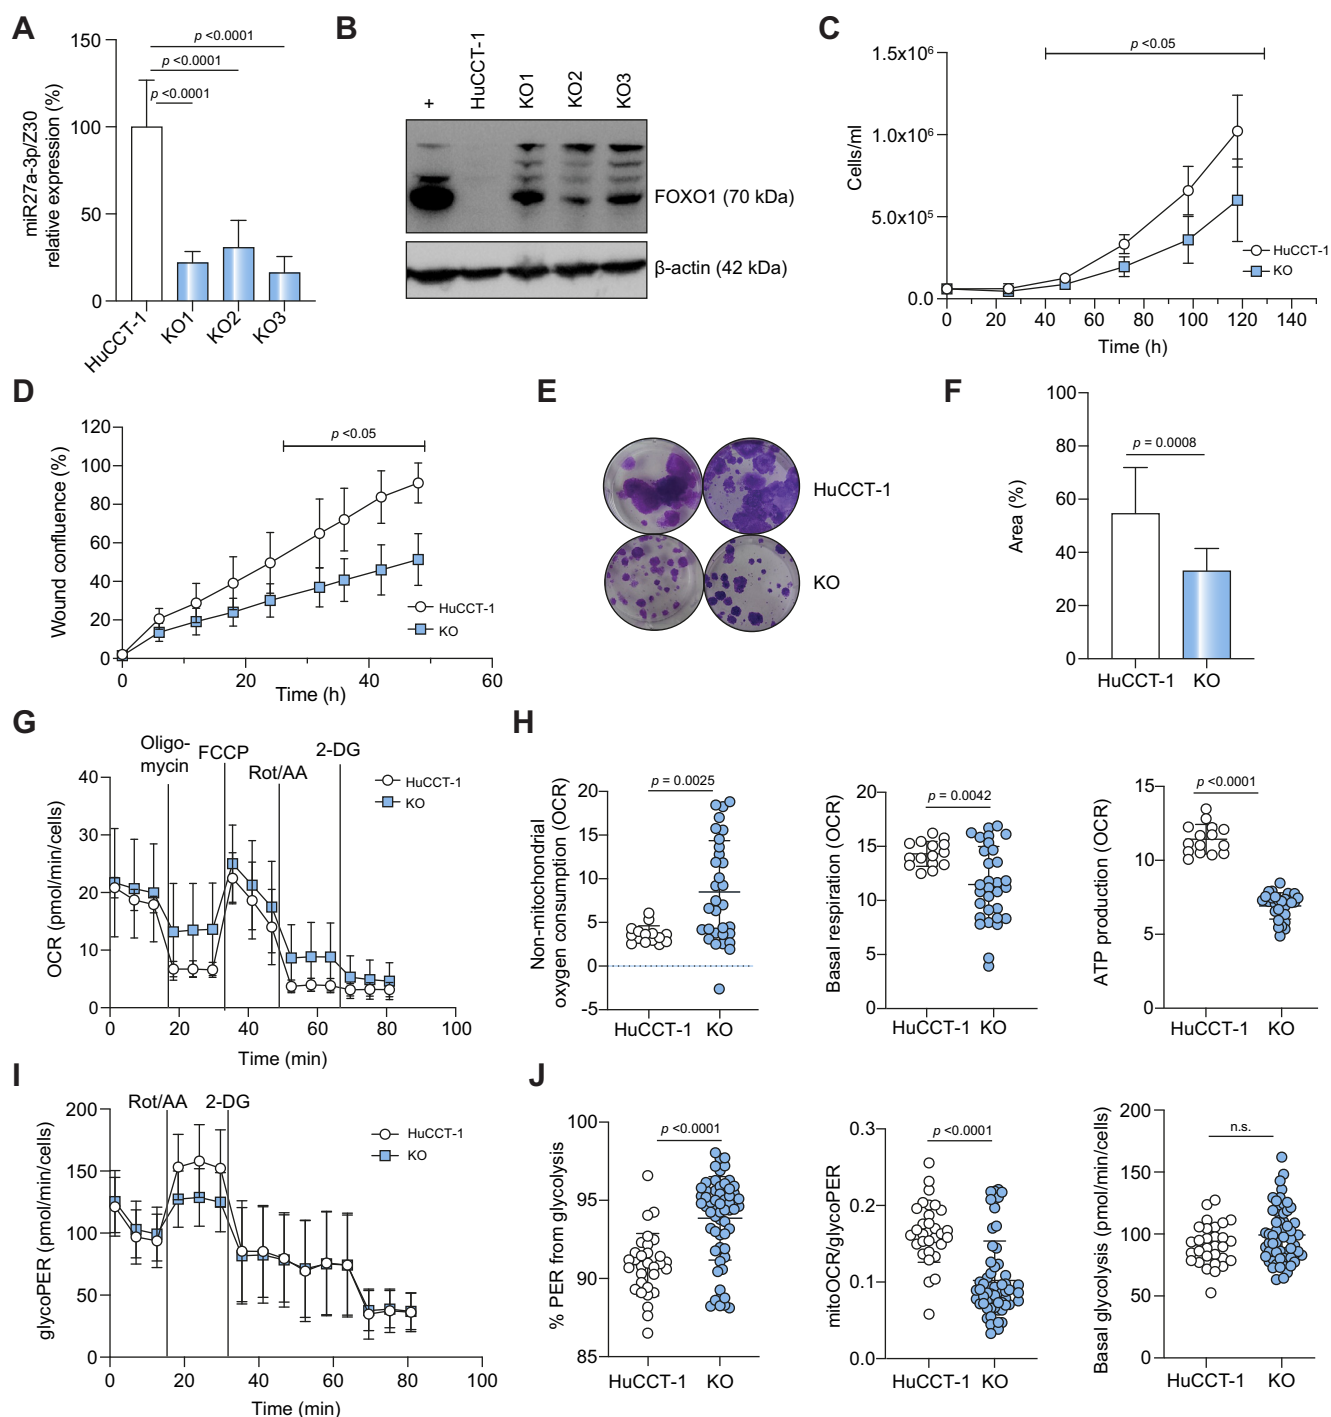 A
miR27a-3p/Z30
relative expression (%)
150
100
50
0
p <0.0001
p <0.0001
p <0.0001
HuCCT-1
KO1
KO2
KO3
B
+
HuCCT-1
KO1
KO2
KO3
FOXO1 (70 kDa)
β-actin (42 kDa)
C
Cells/ml
1.5x10⁶
1.0x10⁶
5.0x10⁵
0.0
p <0.05
HuCCT-1
KO
0 20 40 60 80 100 120 140
Time (h)
D
Wound confluence (%)
120
100
80
60
40
20
0
p <0.05
HuCCT-1
KO
0 20 40 60
Time (h)
E
HuCCT-1
KO
F
Area (%)
100
80
60
40
20
0
p = 0.0008
HuCCT-1 KO
G
OCR (pmol/min/cells)
40
30
20
10
0
Oligo-
mycin
FCCP
Rot/AA
2-DG
HuCCT-1
KO
0 20 40 60 80 100
Time (min)
H
Non-mitochondrial
oxygen consumption (OCR)
20
15
10
5
0
-5
p = 0.0025
HuCCT-1 KO
Basal respiration (OCR)
20
15
10
5
0
p = 0.0042
HuCCT-1 KO
ATP production (OCR)
15
10
5
0
p <0.0001
HuCCT-1 KO
I
glycoPER (pmol/min/cells)
200
150
100
50
0
Rot/AA
2-DG
HuCCT-1
KO
0 20 40 60 80 100
Time (min)
J
% PER from glycolysis
100
95
90
85
p <0.0001
HuCCT-1 KO
mitoOCR/glycoPER
0.3
0.2
0.1
0.0
p <0.0001
HuCCT-1 KO
Basal glycolysis (pmol/min/cells)
200
150
100
50
0
n.s.
HuCCT-1 KO